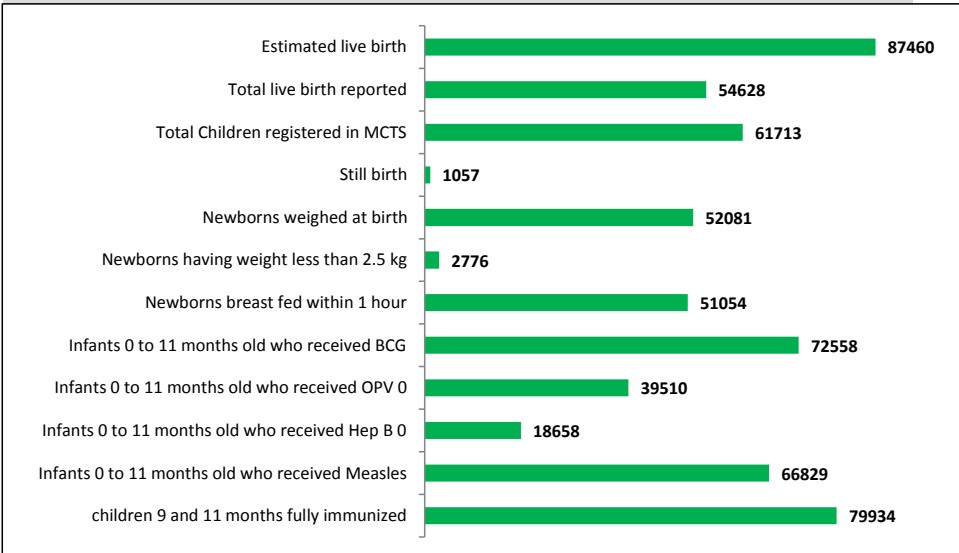 Estimated live birth 87460
Total live birth reported 54628
Total Children registered in MCTS 61713
Still birth 1057
Newborns weighed at birth 52081
Newborns having weight less than 2.5 kg 2776
Newborns breast fed within 1 hour 51054
Infants 0 to 11 months old who received BCG 72558
Infants 0 to 11 months old who received OPV 0 39510
Infants 0 to 11 months old who received Hep B 0 18658
Infants 0 to 11 months old who received Measles 66829
children 9 and 11 months fully immunized 79934